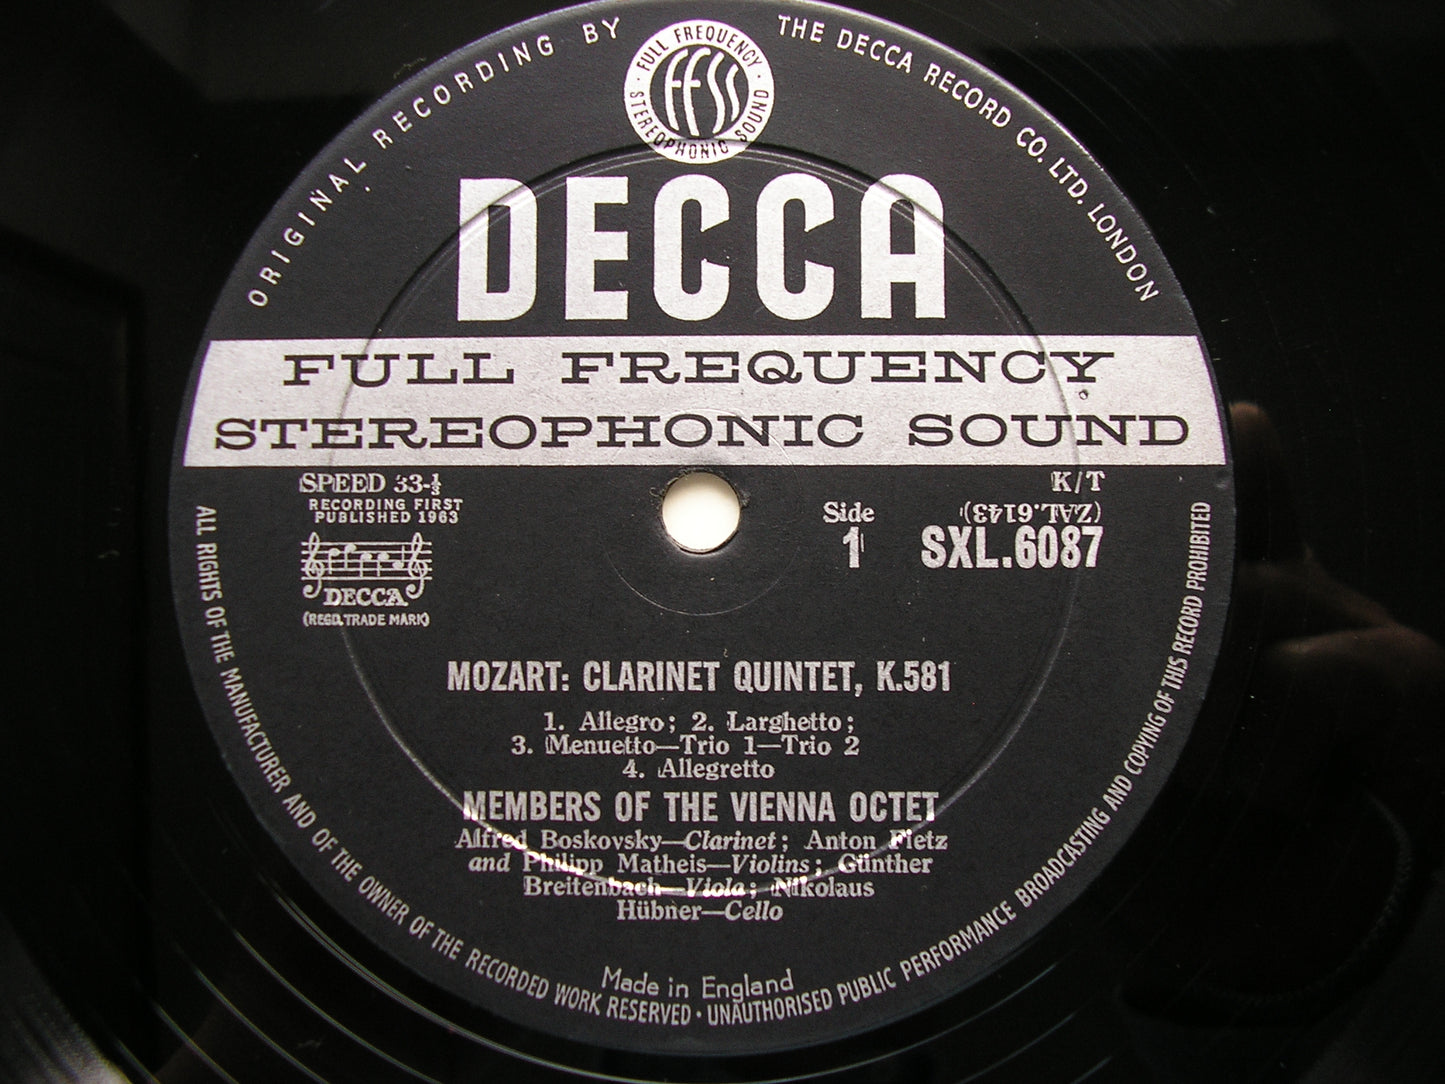 ORIGINAL RECORDING BY THE DECCA RECORD CO. LTD. LONDON
FULL FREQUENCY
ffss
STEREOPHONIC SOUND
DECCA
FULL FREQUENCY
STEREOPHONIC SOUND
SPEED 33-⅓
RECORDING FIRST
PUBLISHED 1963
DECCA
(REGD. TRADE MARK)
Side
1
K/T
(ZAL.6143)
SXL.6087
MOZART: CLARINET QUINTET, K.581
1. Allegro; 2. Larghetto;
3. Menuetto—Trio 1—Trio 2
4. Allegretto
MEMBERS OF THE VIENNA OCTET
Alfred Boskovsky—Clarinet; Anton Fietz
and Philipp Matheis—Violins; Günther
Breitenbach—Viola; Nikolaus
Hübner—Cello
Made in England
ALL RIGHTS OF THE MANUFACTURER AND OF THE OWNER OF THE RECORDED WORK RESERVED · UNAUTHORISED PUBLIC PERFORMANCE BROADCASTING AND COPYING OF THIS RECORD PROHIBITED